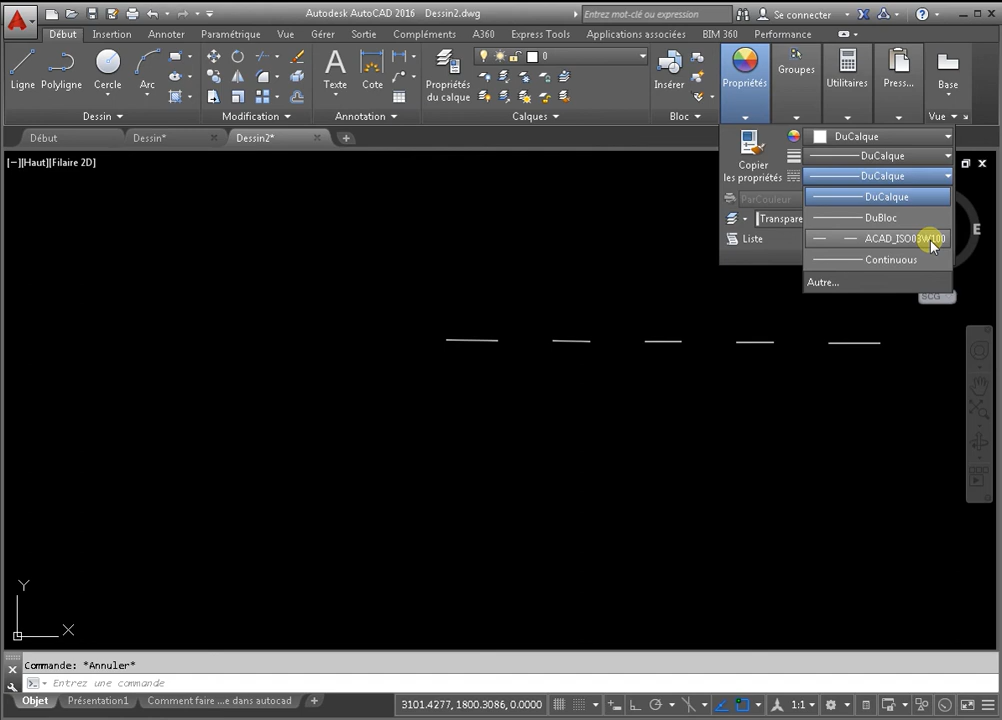 Autodesk AutoCAD 2016 Dessin2.dwg
Entrez mot-clé ou expression
Se connecter
Début Insertion Annoter Paramétrique Vue Gérer Sortie Compléments A360 Express Tools Applications associées BIM 360 Performance
Ligne Polyligne Cercle Arc
Texte Cote
Propriétés du calque
0
Insérer
Propriétés
Groupes
Utilitaires
Press...
Base
Dessin Modification Annotation Calques Bloc Vue
Début Dessin* Dessin2*
[−][Haut][Filaire 2D]
Copier les propriétés
DuCalque
DuCalque
DuCalque
ParCouleur
Transpare
Liste
DuCalque
DuBloc
ACAD_ISO03W100
Continuous
Autre...
E
SCG
Y
X
Commande: *Annuler*
Entrez une commande
Objet Présentation1 Comment faire ...e dans autocad
3101.4277, 1800.3086, 0.0000
1:1